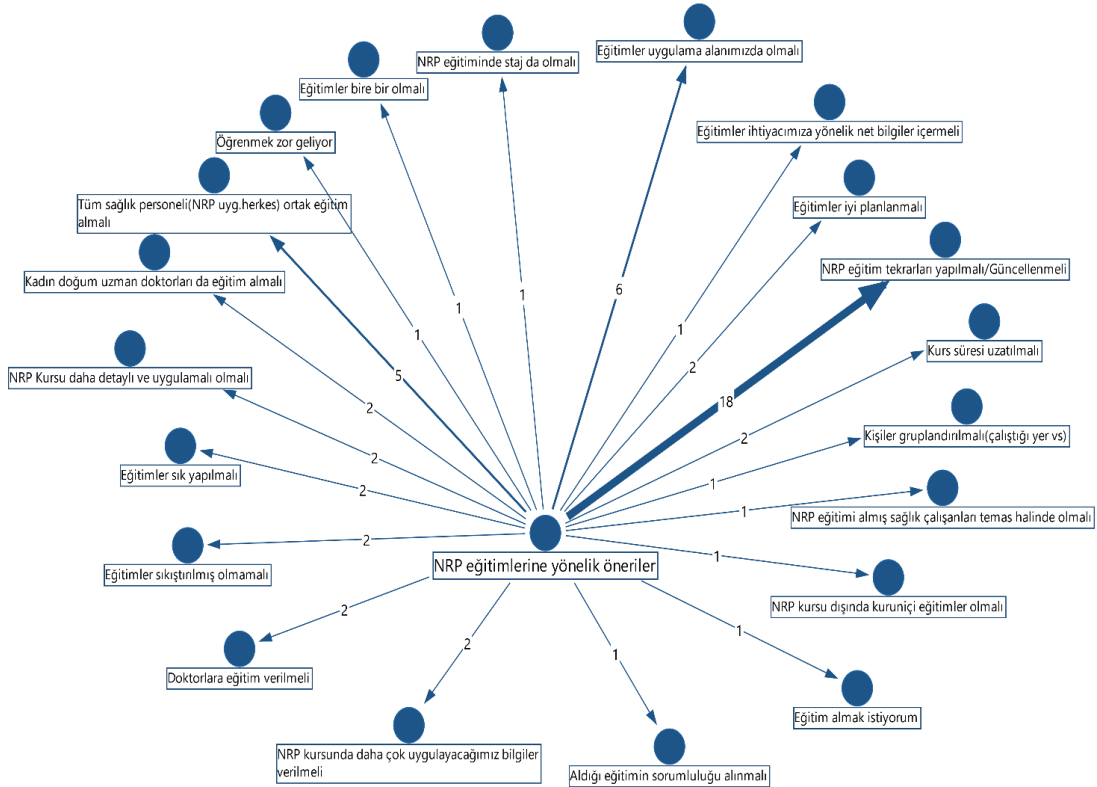 Eğitimler uygulama alanımızda olmalı
NRP eğitiminde staj da olmalı
Eğitimler bire bir olmalı
Eğitimler ihtiyacımıza yönelik net bilgiler içermeli
Öğrenmek zor geliyor
Tüm sağlık personeli(NRP uyg.herkes) ortak eğitim
almalı
Eğitimler iyi planlanmalı
Kadın doğum uzman doktorları da eğitim almalı
NRP eğitim tekrarları yapılmalı/Güncellenmeli
NRP Kursu daha detaylı ve uygulamalı olmalı
Kurs süresi uzatılmalı
Kişiler gruplandırılmalı(çalıştığı yer vs)
Eğitimler sık yapılmalı
NRP eğitimi almış sağlık çalışanları temas halinde olmalı
Eğitimler sıkıştırılmış olmamalı
NRP eğitimlerine yönelik öneriler
NRP kursu dışında kuruniçi eğitimler olmalı
Doktorlara eğitim verilmeli
Eğitim almak istiyorum
NRP kursunda daha çok uygulayacağımız bilgiler
verilmeli
Aldığı eğitimin sorumluluğu alınmalı
6
1
1
1
1
5
2
18
2
2
2
1
2
1
2
1
2
2
1
1